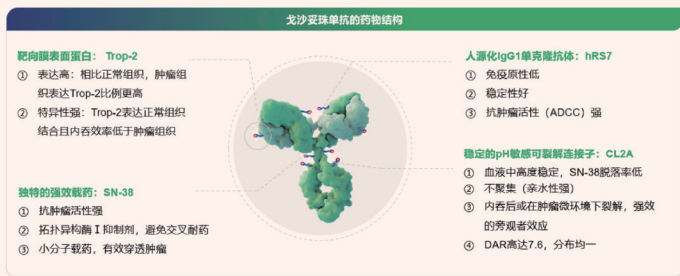 戈沙妥珠单抗的药物结构
靶向膜表面蛋白：Trop-2
① 表达高：相比正常组织，肿瘤组
织表达Trop-2比例更高
② 特异性强：Trop-2表达正常组织
结合且内吞效率低于肿瘤组织
独特的强效载药：SN-38
① 抗肿瘤活性强
② 拓扑异构酶Ⅰ抑制剂，避免交叉耐药
③ 小分子载药，有效穿透肿瘤
人源化IgG1单克隆抗体：hRS7
① 免疫原性低
② 稳定性好
③ 抗肿瘤活性（ADCC）强
稳定的pH敏感可裂解连接子：CL2A
① 血液中高度稳定，SN-38脱落率低
② 不聚集（亲水性强）
③ 内吞后或在肿瘤微环境下裂解，强效
的旁观者效应
④ DAR高达7.6，分布均一